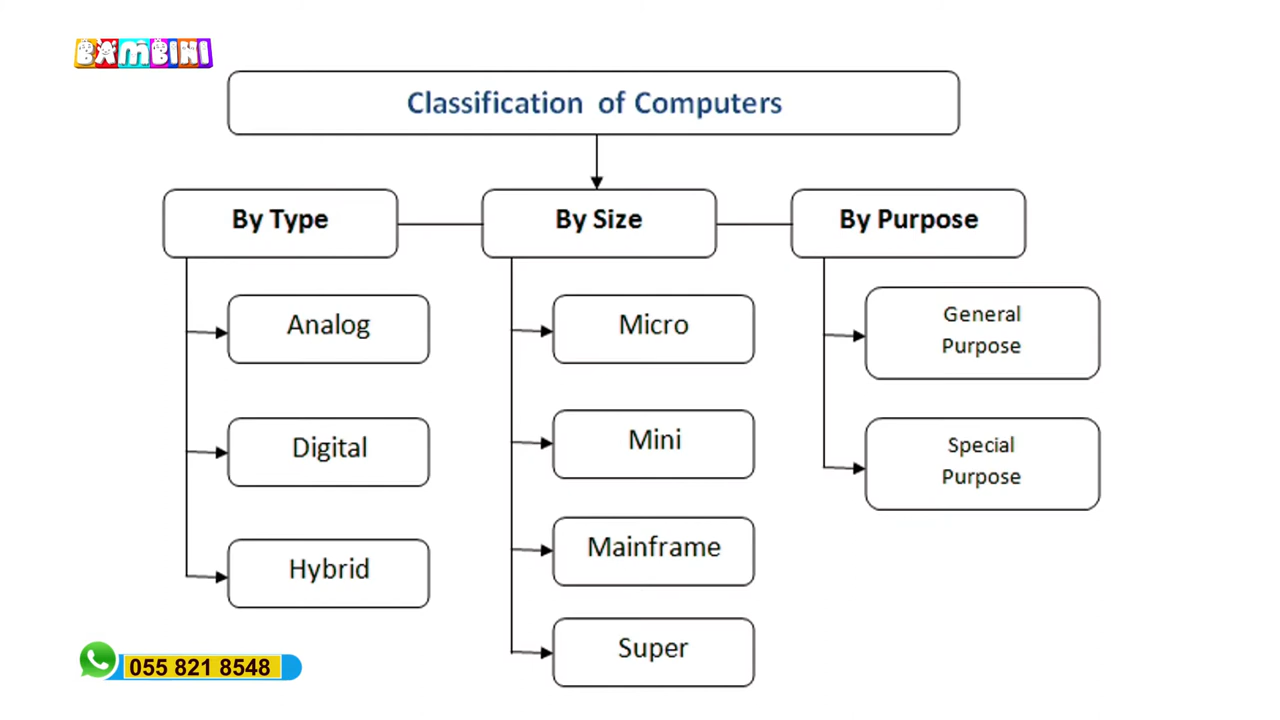 BAMBINI
Classification of Computers
By Type
By Size
By Purpose
Analog
Digital
Hybrid
Micro
Mini
Mainframe
Super
General
Purpose
Special
Purpose
055 821 8548